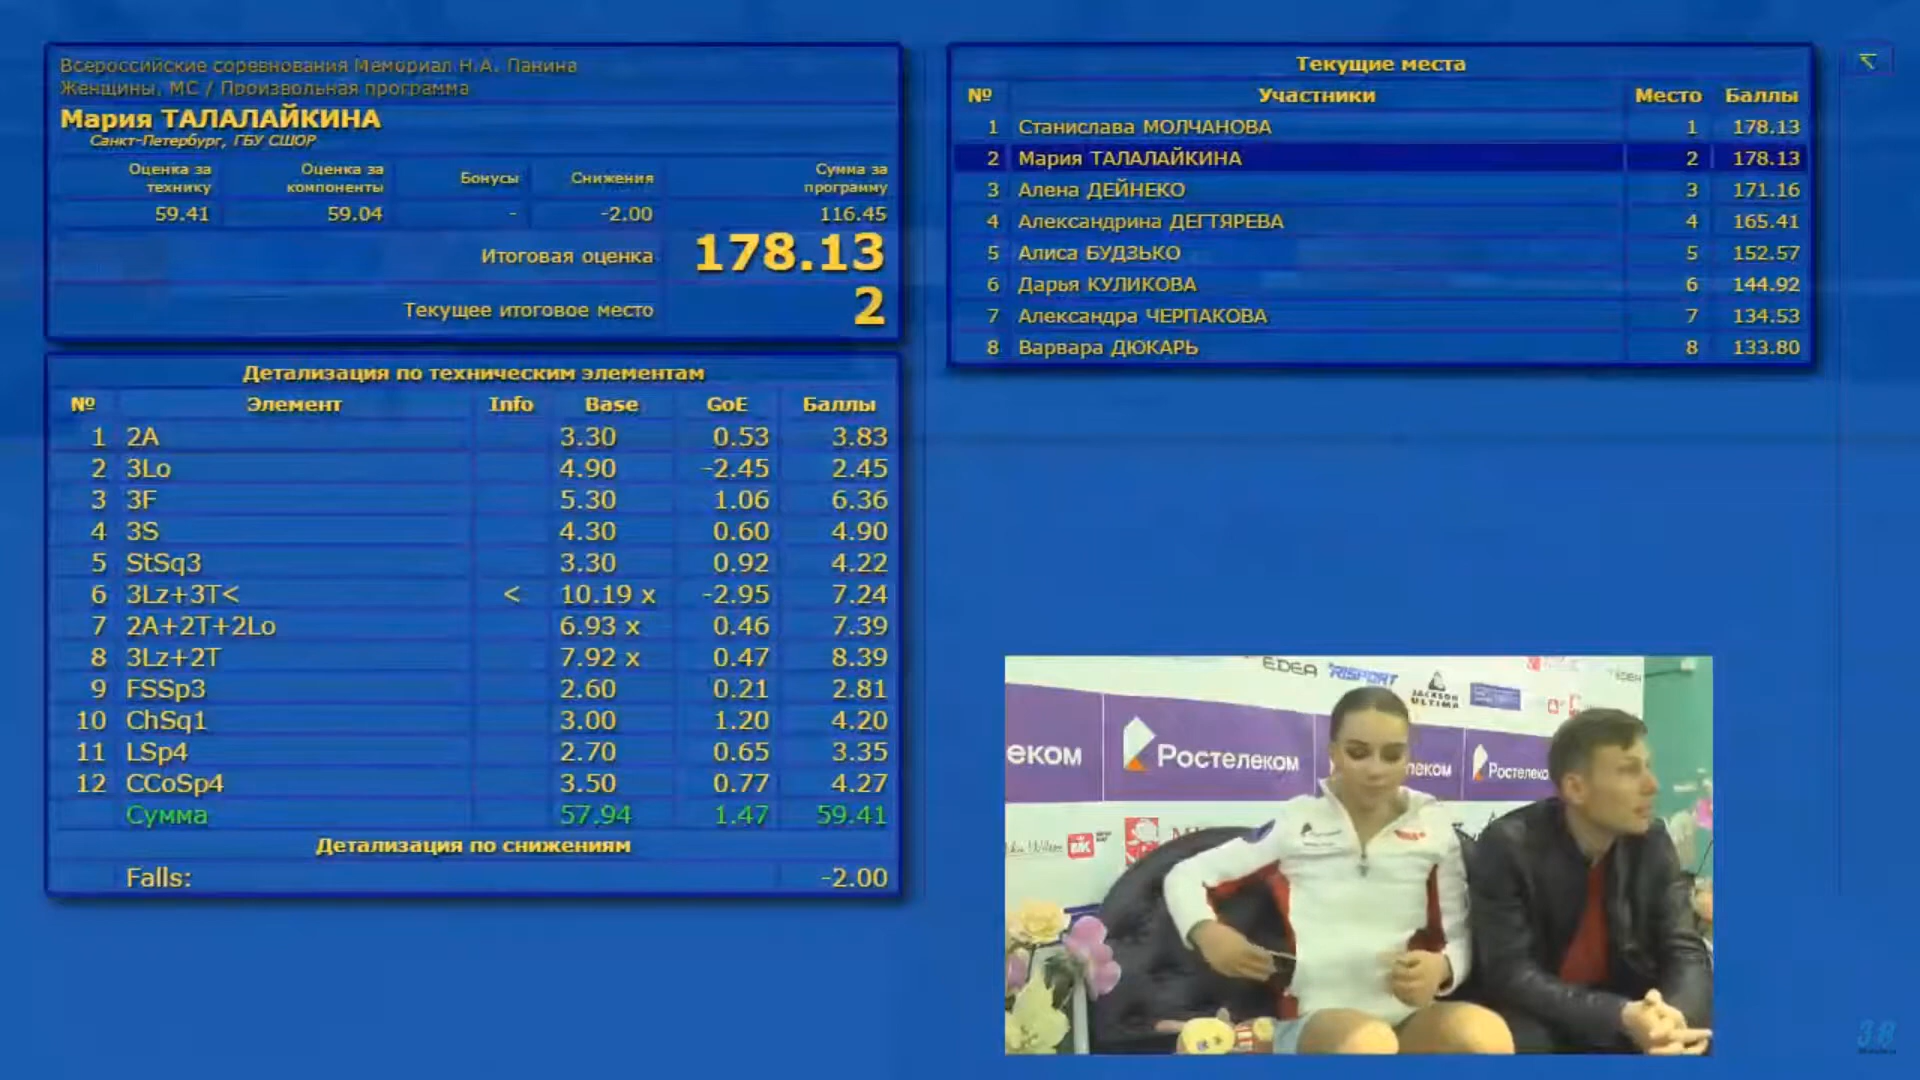 Всероссийские соревнования Мемориал Н.А. Панина
Женщины, МС / Произвольная программа
Мария ТАЛАЛАЙКИНА
Санкт-Петербург, ГБУ СШОР
Оценка за технику Оценка за компоненты Бонусы Снижения Сумма за программу
59.41 59.04 - -2.00 116.45
Итоговая оценка 178.13
Текущее итоговое место 2
Детализация по техническим элементам
№ Элемент Info Base GoE Баллы
1 2A 3.30 0.53 3.83
2 3Lo 4.90 -2.45 2.45
3 3F 5.30 1.06 6.36
4 3S 4.30 0.60 4.90
5 StSq3 3.30 0.92 4.22
6 3Lz+3T< < 10.19 x -2.95 7.24
7 2A+2T+2Lo 6.93 x 0.46 7.39
8 3Lz+2T 7.92 x 0.47 8.39
9 FSSp3 2.60 0.21 2.81
10 ChSq1 3.00 1.20 4.20
11 LSp4 2.70 0.65 3.35
12 CCoSp4 3.50 0.77 4.27
Сумма 57.94 1.47 59.41
Детализация по снижениям
Falls: -2.00
Текущие места
№ Участники Место Баллы
1 Станислава МОЛЧАНОВА 1 178.13
2 Мария ТАЛАЛАЙКИНА 2 178.13
3 Алена ДЕЙНЕКО 3 171.16
4 Александрина ДЕГТЯРЕВА 4 165.41
5 Алиса БУДЗЬКО 5 152.57
6 Дарья КУЛИКОВА 6 144.92
7 Александра ЧЕРПАКОВА 7 134.53
8 Варвара ДЮКАРЬ 8 133.80
EDEA RISPORT JACKSON ULTIMA EDEA
еком Ростелеком леком Ростелеко